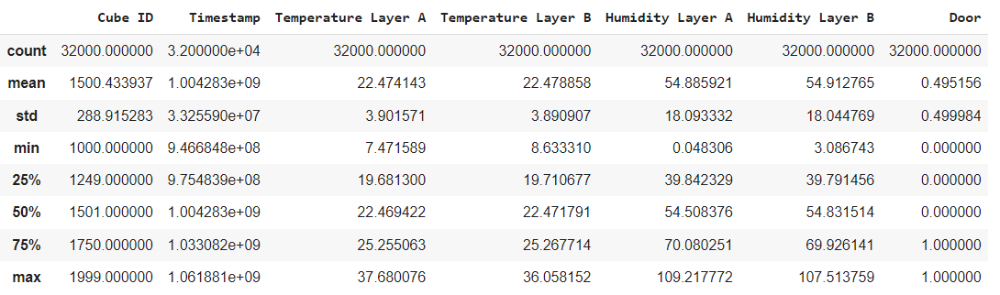 Cube ID Timestamp Temperature Layer A Temperature Layer B Humidity Layer A Humidity Layer B Door
count 32000.000000 3.200000e+04 32000.000000 32000.000000 32000.000000 32000.000000 32000.000000
mean 1500.433937 1.004283e+09 22.474143 22.478858 54.885921 54.912765 0.495156
std 288.915283 3.325590e+07 3.901571 3.890907 18.093332 18.044769 0.499984
min 1000.000000 9.466848e+08 7.471589 8.633310 0.048306 3.086743 0.000000
25% 1249.000000 9.754839e+08 19.681300 19.710677 39.842329 39.791456 0.000000
50% 1501.000000 1.004283e+09 22.469422 22.471791 54.508376 54.831514 0.000000
75% 1750.000000 1.033082e+09 25.255063 25.267714 70.080251 69.926141 1.000000
max 1999.000000 1.061881e+09 37.680076 36.058152 109.217772 107.513759 1.000000